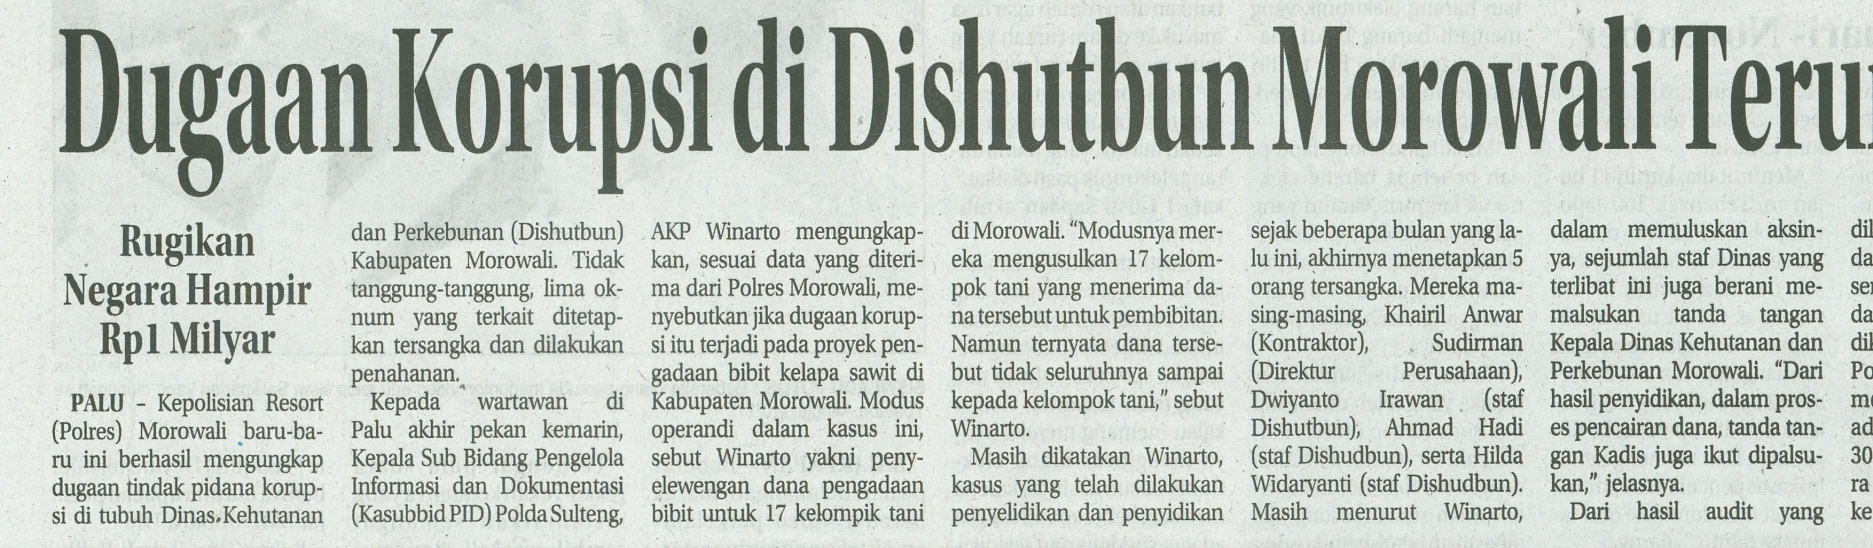 Dugaan Korupsi di Dishutbun Morowali Teru
Rugikan
Negara Hampir
Rp1 Milyar
PALU – Kepolisian Resort
(Polres) Morowali baru-ba-
ru ini berhasil mengungkap
dugaan tindak pidana korup-
si di tubuh Dinas Kehutanan
dan Perkebunan (Dishutbun)
Kabupaten Morowali. Tidak
tanggung-tanggung, lima ok-
num yang terkait ditetap-
kan tersangka dan dilakukan
penahanan.
Kepada wartawan di
Palu akhir pekan kemarin,
Kepala Sub Bidang Pengelola
Informasi dan Dokumentasi
(Kasubbid PID) Polda Sulteng,
AKP Winarto mengungkap-
kan, sesuai data yang diteri-
ma dari Polres Morowali, me-
nyebutkan jika dugaan korup-
si itu terjadi pada proyek pen-
gadaan bibit kelapa sawit di
Kabupaten Morowali. Modus
operandi dalam kasus ini,
sebut Winarto yakni peny-
elewengan dana pengadaan
bibit untuk 17 kelompik tani
di Morowali. “Modusnya mer-
eka mengusulkan 17 kelom-
pok tani yang menerima da-
na tersebut untuk pembibitan.
Namun ternyata dana terse-
but tidak seluruhnya sampai
kepada kelompok tani,” sebut
Winarto.
Masih dikatakan Winarto,
kasus yang telah dilakukan
penyelidikan dan penyidikan
sejak beberapa bulan yang la-
lu ini, akhirnya menetapkan 5
orang tersangka. Mereka ma-
sing-masing, Khairil Anwar
(Kontraktor), Sudirman
(Direktur Perusahaan),
Dwiyanto Irawan (staf
Dishutbun), Ahmad Hadi
(staf Dishudbun), serta Hilda
Widaryanti (staf Dishudbun).
Masih menurut Winarto,
dalam memuluskan aksin-
ya, sejumlah staf Dinas yang
terlibat ini juga berani me-
malsukan tanda tangan
Kepala Dinas Kehutanan dan
Perkebunan Morowali. “Dari
hasil penyidikan, dalam pros-
es pencairan dana, tanda tan-
gan Kadis juga ikut dipalsu-
kan,” jelasnya.
Dari hasil audit yang
dil
da
ser
da
dik
Po
me
ad
30
ra
ke